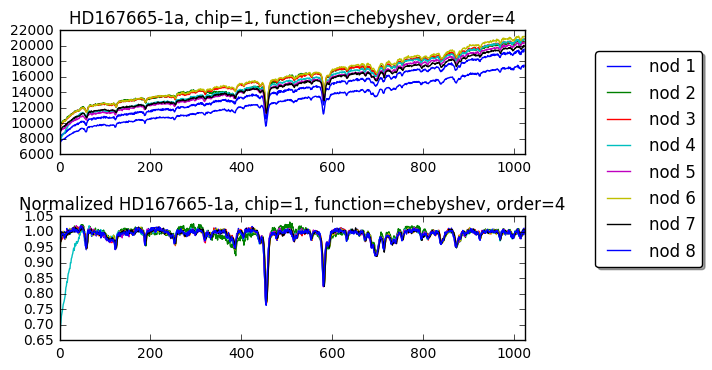 HD167665-1a, chip=1, function=chebyshev, order=4
22000
20000
18000
16000
14000
12000
10000
8000
6000
0 200 400 600 800 1000
nod 1
nod 2
nod 3
nod 4
nod 5
nod 6
nod 7
nod 8
Normalized HD167665-1a, chip=1, function=chebyshev, order=4
1.05
1.00
0.95
0.90
0.85
0.80
0.75
0.70
0.65
0 200 400 600 800 1000